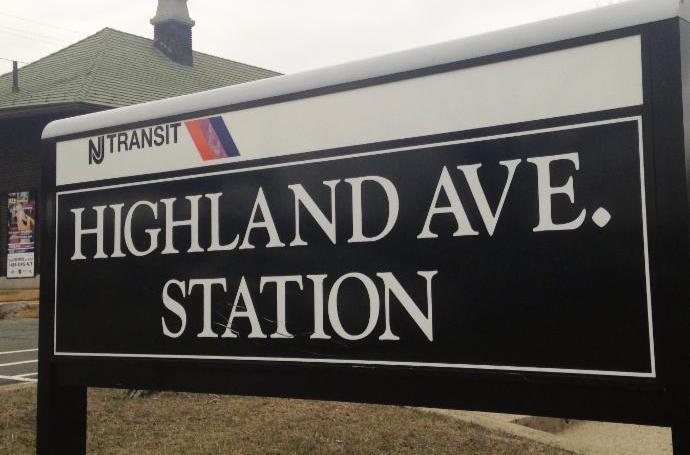 NJ TRANSIT
HIGHLAND AVE.
STATION